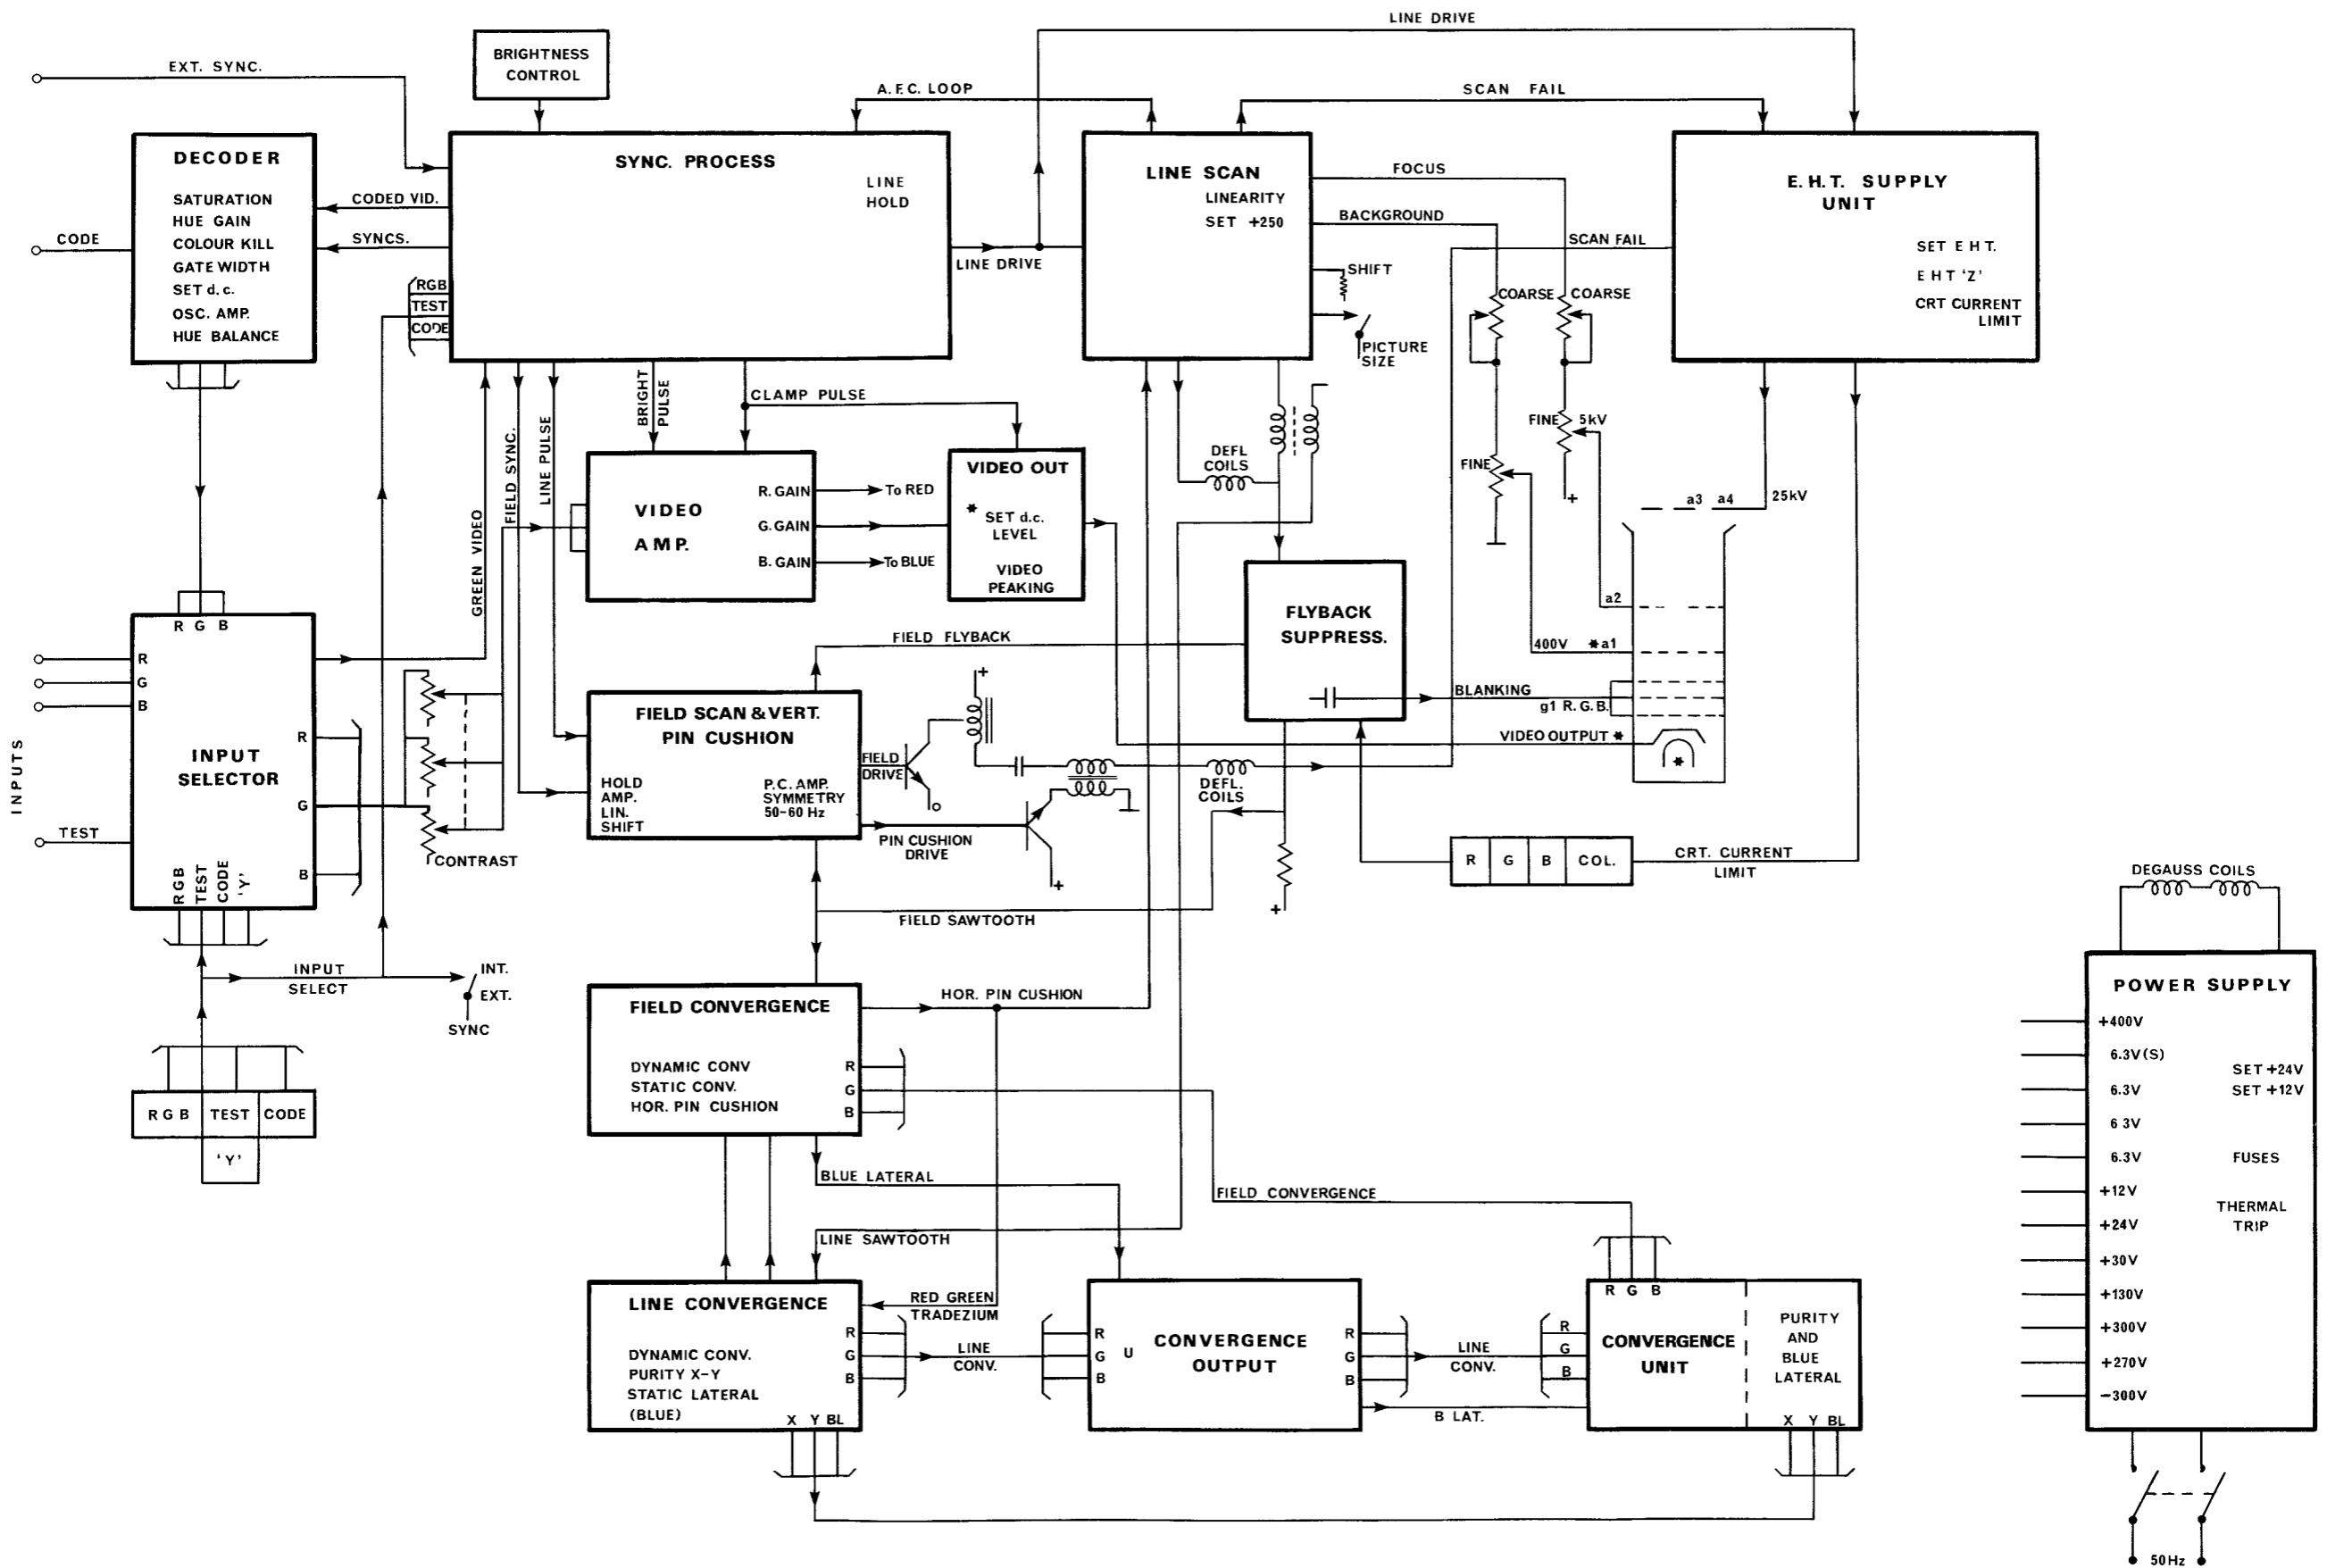 LINE DRIVE
EXT. SYNC.
BRIGHTNESS
CONTROL
A.F.C. LOOP
SCAN FAIL
DECODER
SATURATION
HUE GAIN
COLOUR KILL
GATE WIDTH
SET d.c.
OSC. AMP.
HUE BALANCE
CODE
CODED VID.
SYNCS.
RGB
TEST
CODE
SYNC. PROCESS
LINE
HOLD
LINE DRIVE
LINE SCAN
LINEARITY
SET +250
FOCUS
BACKGROUND
SHIFT
PICTURE
SIZE
SCAN FAIL
COARSE
COARSE
E.H.T. SUPPLY
UNIT
SET E H T.
E H T 'Z'
CRT CURRENT
LIMIT
GREEN VIDEO
FIELD SYNC.
LINE PULSE
BRIGHT
PULSE
CLAMP PULSE
VIDEO
AMP.
R. GAIN
G. GAIN
B. GAIN
To RED
To BLUE
VIDEO OUT
* SET d.c.
LEVEL
VIDEO
PEAKING
DEFL
COILS
FINE
FINE
5kV
+
a3 a4
25kV
a2
400V
*a1
BLANKING
g1 R.G.B.
VIDEO OUTPUT *
*
FLYBACK
SUPPRESS.
FIELD FLYBACK
INPUTS
R
G
B
TEST
R G B
INPUT
SELECTOR
R
G
B
RGB
TEST
CODE
'Y'
CONTRAST
INPUT
SELECT
INT.
EXT.
SYNC
R G B
TEST
CODE
'Y'
FIELD SCAN & VERT.
PIN CUSHION
HOLD
AMP.
LIN.
SHIFT
P.C. AMP.
SYMMETRY
50-60 Hz
FIELD
DRIVE
+
PIN CUSHION
DRIVE
+
DEFL.
COILS
+
FIELD SAWTOOTH
R
G
B
COL.
CRT. CURRENT
LIMIT
FIELD CONVERGENCE
DYNAMIC CONV
STATIC CONV.
HOR. PIN CUSHION
R
G
B
HOR. PIN CUSHION
BLUE LATERAL
LINE SAWTOOTH
FIELD CONVERGENCE
LINE CONVERGENCE
DYNAMIC CONV.
PURITY X-Y
STATIC LATERAL
(BLUE)
RED GREEN
TRADEZIUM
R
G
B
X Y BL
LINE
CONV.
R
G
B
U
CONVERGENCE
OUTPUT
R
G
B
LINE
CONV.
B LAT.
R
G
B
R G B
CONVERGENCE
UNIT
PURITY
AND
BLUE
LATERAL
X Y BL
DEGAUSS COILS
POWER SUPPLY
+400V
6.3V(S)
6.3V
6 3V
6.3V
+12V
+24V
+30V
+130V
+300V
+270V
-300V
SET +24V
SET +12V
FUSES
THERMAL
TRIP
50Hz